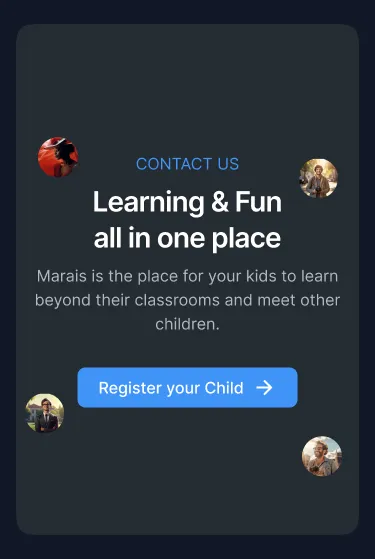 CONTACT US
Learning & Fun
all in one place
Marais is the place for your kids to learn
beyond their classrooms and meet other
children.
Register your Child